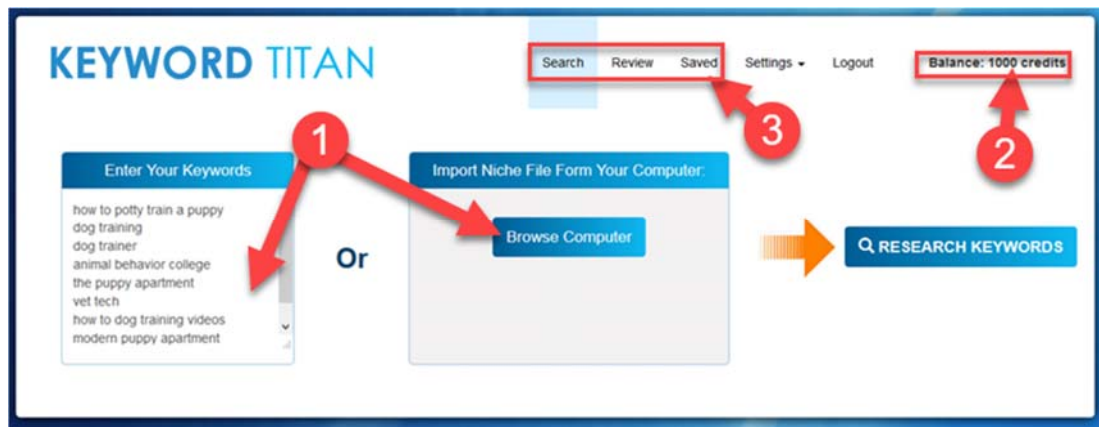 KEYWORD TITAN
Search Review Saved Settings Logout Balance: 1000 credits
3
2
1
Enter Your Keywords
how to potty train a puppy
dog training
dog trainer
animal behavior college
the puppy apartment
vet tech
how to dog training videos
modern puppy apartment
Or
Import Niche File Form Your Computer:
Browse Computer
RESEARCH KEYWORDS